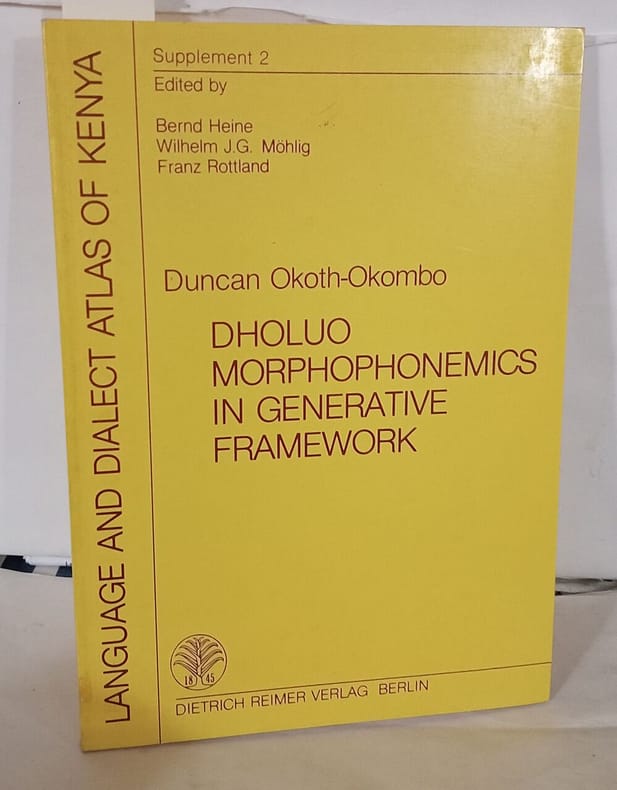 LANGUAGE AND DIALECT ATLAS OF KENYA
Supplement 2
Edited by
Bernd Heine
Wilhelm J.G. Möhlig
Franz Rottland
Duncan Okoth-Okombo
DHOLUO
MORPHOPHONEMICS
IN GENERATIVE
FRAMEWORK
18 45
DIETRICH REIMER VERLAG BERLIN